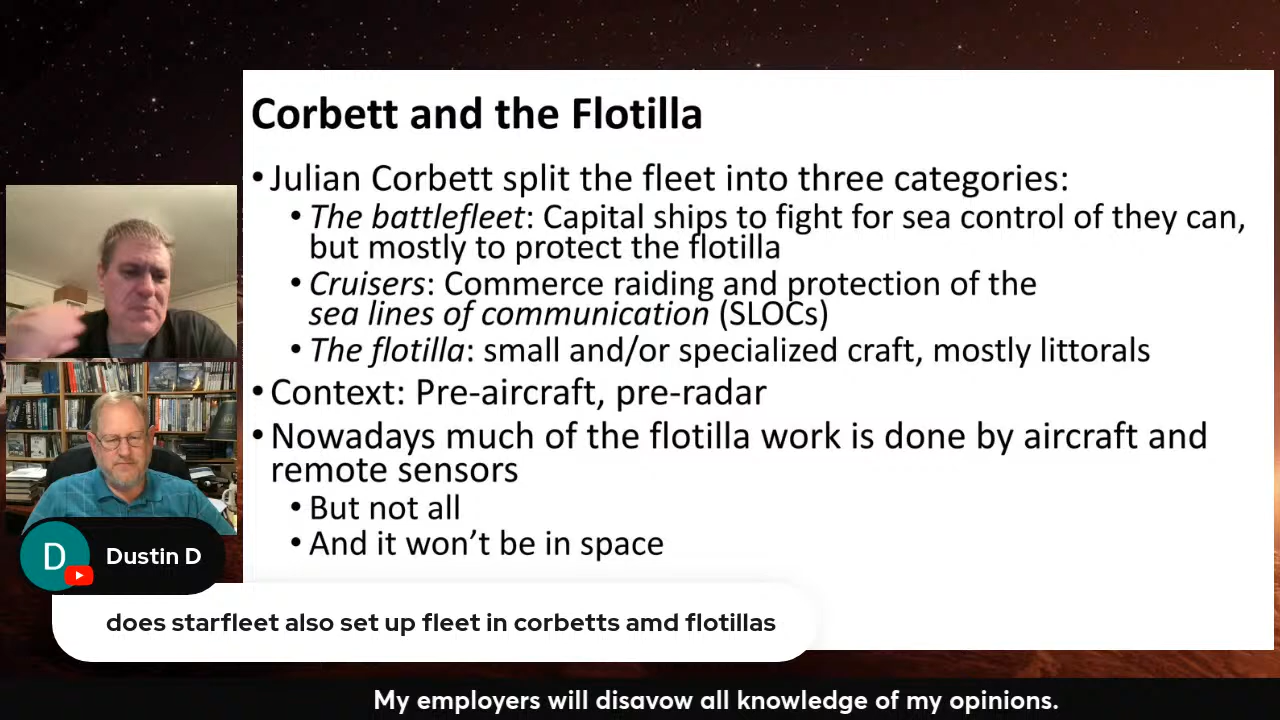 Corbett and the Flotilla
• Julian Corbett split the fleet into three categories:
• The battlefleet: Capital ships to fight for sea control of they can,
but mostly to protect the flotilla
• Cruisers: Commerce raiding and protection of the
sea lines of communication (SLOCs)
• The flotilla: small and/or specialized craft, mostly littorals
• Context: Pre-aircraft, pre-radar
• Nowadays much of the flotilla work is done by aircraft and
remote sensors
• But not all
• And it won't be in space
D
Dustin D
does starfleet also set up fleet in corbetts amd flotillas
My employers will disavow all knowledge of my opinions.